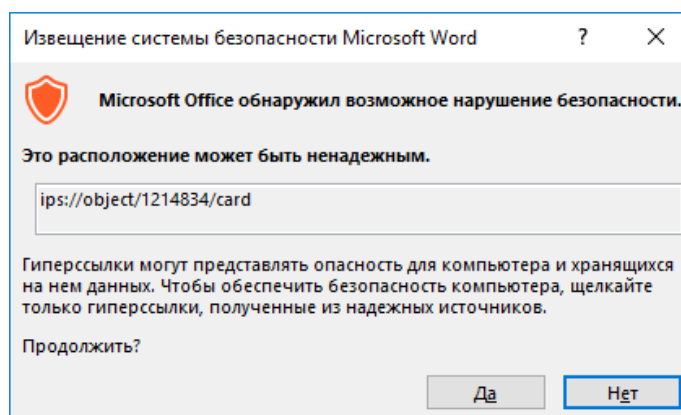 Извещение системы безопасности Microsoft Word ? ×
Microsoft Office обнаружил возможное нарушение безопасности.
Это расположение может быть ненадежным.
ips://object/1214834/card
Гиперссылки могут представлять опасность для компьютера и хранящихся
на нем данных. Чтобы обеспечить безопасность компьютера, щелкайте
только гиперссылки, полученные из надежных источников.
Продолжить?
Да Нет